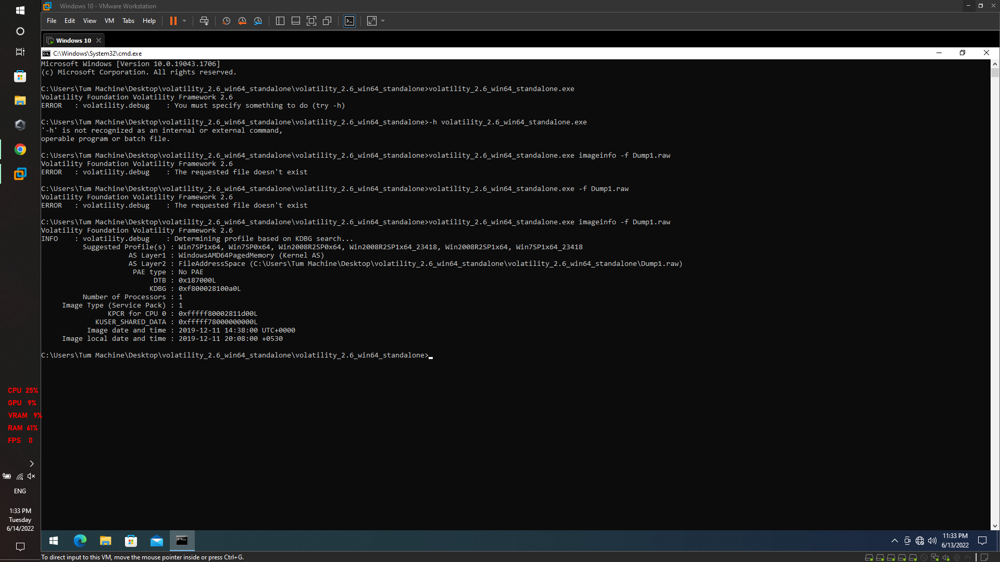 Windows 10 - VMware Workstation
File Edit View VM Tabs Help
Windows 10
C:\Windows\System32\cmd.exe
Microsoft Windows [Version 10.0.19043.1706]
(c) Microsoft Corporation. All rights reserved.
C:\Users\Tum Machine\Desktop\volatility_2.6_win64_standalone\volatility_2.6_win64_standalone>volatility_2.6_win64_standalone.exe
Volatility Foundation Volatility Framework 2.6
ERROR   : volatility.debug    : You must specify something to do (try -h)
C:\Users\Tum Machine\Desktop\volatility_2.6_win64_standalone\volatility_2.6_win64_standalone>-h volatility_2.6_win64_standalone.exe
'-h' is not recognized as an internal or external command,
operable program or batch file.
C:\Users\Tum Machine\Desktop\volatility_2.6_win64_standalone\volatility_2.6_win64_standalone>volatility_2.6_win64_standalone.exe imageinfo -f Dump1.raw
Volatility Foundation Volatility Framework 2.6
ERROR   : volatility.debug    : The requested file doesn't exist
C:\Users\Tum Machine\Desktop\volatility_2.6_win64_standalone\volatility_2.6_win64_standalone>volatility_2.6_win64_standalone.exe -f Dump1.raw
Volatility Foundation Volatility Framework 2.6
ERROR   : volatility.debug    : The requested file doesn't exist
C:\Users\Tum Machine\Desktop\volatility_2.6_win64_standalone\volatility_2.6_win64_standalone>volatility_2.6_win64_standalone.exe imageinfo -f Dump1.raw
Volatility Foundation Volatility Framework 2.6
INFO    : volatility.debug    : Determining profile based on KDBG search...
Suggested Profile(s) : Win7SP1x64, Win7SP0x64, Win2008R2SP0x64, Win2008R2SP1x64_23418, Win2008R2SP1x64, Win7SP1x64_23418
AS Layer1 : WindowsAMD64PagedMemory (Kernel AS)
AS Layer2 : FileAddressSpace (C:\Users\Tum Machine\Desktop\volatility_2.6_win64_standalone\volatility_2.6_win64_standalone\Dump1.raw)
PAE type : No PAE
DTB : 0x187000L
KDBG : 0xf800028100a0L
Number of Processors : 1
Image Type (Service Pack) : 1
KPCR for CPU 0 : 0xfffff80002811d00L
KUSER_SHARED_DATA : 0xfffff78000000000L
Image date and time : 2019-12-11 14:38:00 UTC+0000
Image local date and time : 2019-12-11 20:08:00 +0530
C:\Users\Tum Machine\Desktop\volatility_2.6_win64_standalone\volatility_2.6_win64_standalone>
CPU 25%
GPU 9%
VRAM 9%
RAM 61%
FPS 0
ENG
1:33 PM
Tuesday
6/14/2022
11:33 PM
6/13/2022
To direct input to this VM, move the mouse pointer inside or press Ctrl+G.